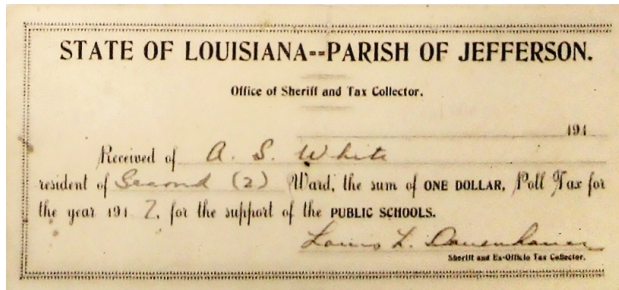 STATE OF LOUISIANA--PARISH OF JEFFERSON.
Office of Sheriff and Tax Collector.
191
Received of A. S. White
resident of Second (2) Ward, the sum of ONE DOLLAR, Poll Tax for
the year 1917, for the support of the PUBLIC SCHOOLS.
Louis L.
Sheriff and Ex-Officio Tax Collector.